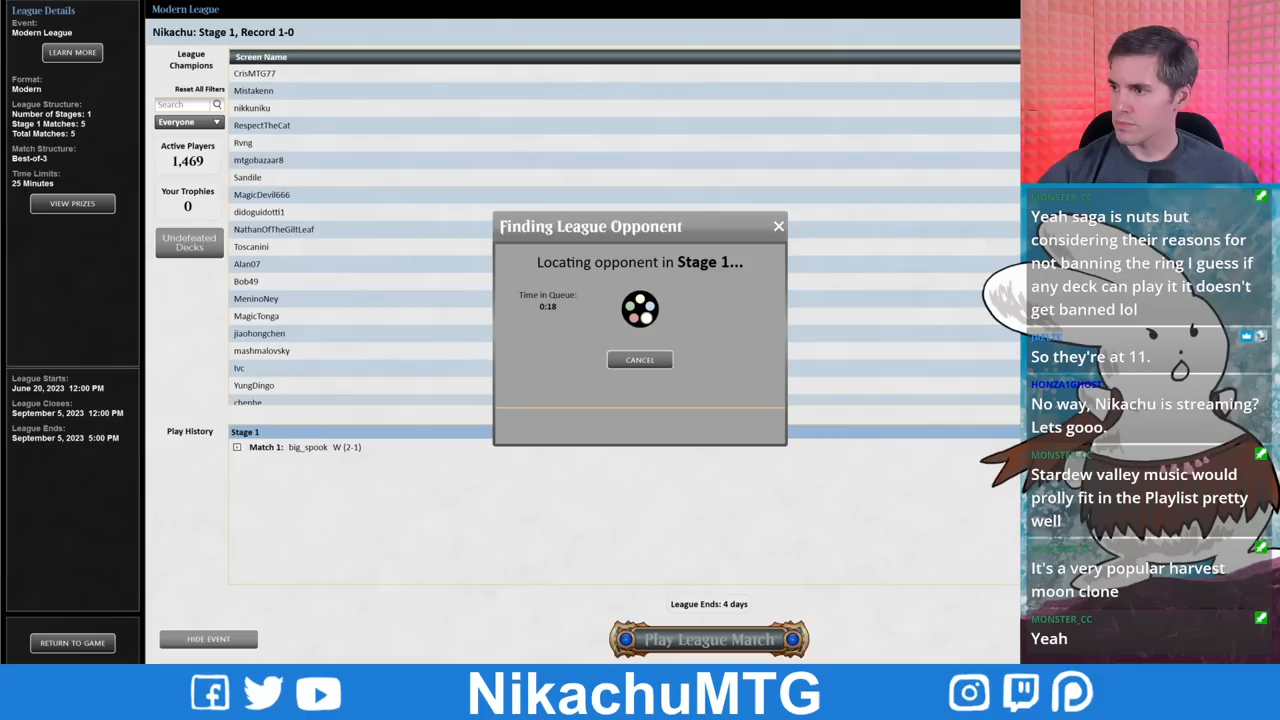 League Details
Event:
Modern League
LEARN MORE
Format:
Modern
League Structure:
Number of Stages: 1
Stage 1 Matches: 5
Total Matches: 5
Match Structure:
Best-of-3
Time Limits:
25 Minutes
VIEW PRIZES
League Starts:
June 20, 2023 12:00 PM
League Closes:
September 5, 2023 12:00 PM
League Ends:
September 5, 2023 5:00 PM
RETURN TO GAME
Modern League
Nikachu: Stage 1, Record 1-0
League
Champions
Reset All Filters
Search
Everyone
Active Players
1,469
Your Trophies
0
Undefeated
Decks
Screen Name
CrisMTG77
Mistakenn
nikkuniku
RespectTheCat
Rvng
mtgobazaar8
Sandile
MagicDevil666
didoguidotti1
NathanOfTheGiltLeaf
Toscanini
Alan07
Bob49
MeninoNey
MagicTonga
jiaohongchen
mashmalovsky
lvc
YungDingo
Finding League Opponent
Locating opponent in Stage 1...
Time in Queue:
0:18
CANCEL
Play History
Stage 1
Match 1: big_spook W (2-1)
League Ends: 4 days
HIDE EVENT
Play League Match
MONSTER_CC
Yeah saga is nuts but
considering their reasons for
not banning the ring I guess if
any deck can play it it doesn't
get banned lol
So they're at 11.
HONZA1GHOST
No way, Nikachu is streaming?
Lets gooo.
MONSTER_CC
Stardew valley music would
prolly fit in the Playlist pretty
well
MONSTER_CC
It's a very popular harvest
moon clone
MONSTER_CC
Yeah
NikachuMTG